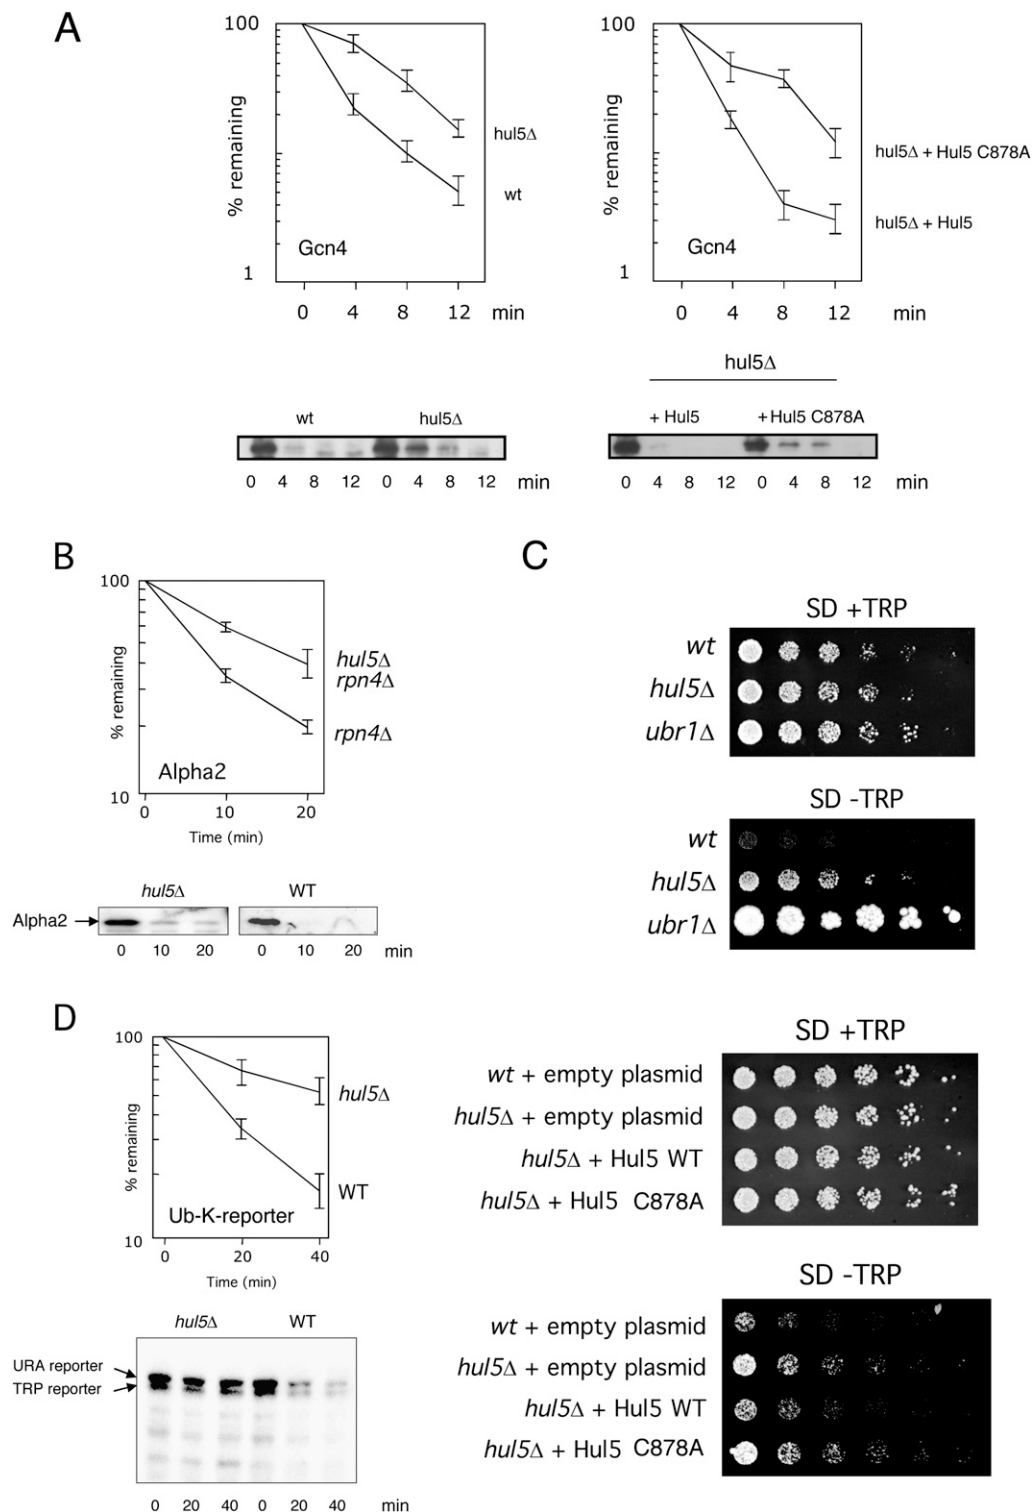 A
100
% remaining
1
Gcn4
hul5Δ
wt
0 4 8 12 min
100
% remaining
1
Gcn4
hul5Δ + Hul5 C878A
hul5Δ + Hul5
0 4 8 12 min
wt hul5Δ
0 4 8 12 0 4 8 12 min
hul5Δ
+ Hul5 + Hul5 C878A
0 4 8 12 0 4 8 12 min
B
100
% remaining
10
Alpha2
hul5Δ
rpn4Δ
rpn4Δ
0 10 20
Time (min)
hul5Δ WT
Alpha2
0 10 20 0 10 20 min
C
SD +TRP
wt
hul5Δ
ubr1Δ
SD -TRP
wt
hul5Δ
ubr1Δ
D
100
% remaining
10
Ub-K-reporter
hul5Δ
WT
0 20 40
Time (min)
hul5Δ WT
URA reporter
TRP reporter
0 20 40 0 20 40 min
SD +TRP
wt + empty plasmid
hul5Δ + empty plasmid
hul5Δ + Hul5 WT
hul5Δ + Hul5 C878A
SD -TRP
wt + empty plasmid
hul5Δ + empty plasmid
hul5Δ + Hul5 WT
hul5Δ + Hul5 C878A